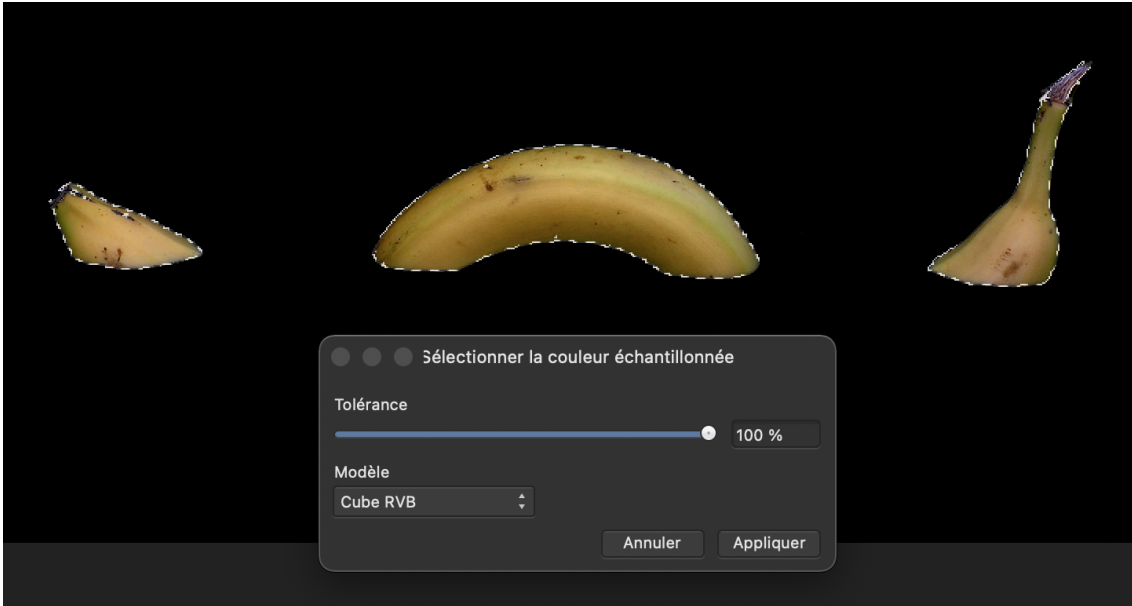 Sélectionner la couleur échantillonnée
Tolérance
100 %
Modèle
Cube RVB
Annuler
Appliquer